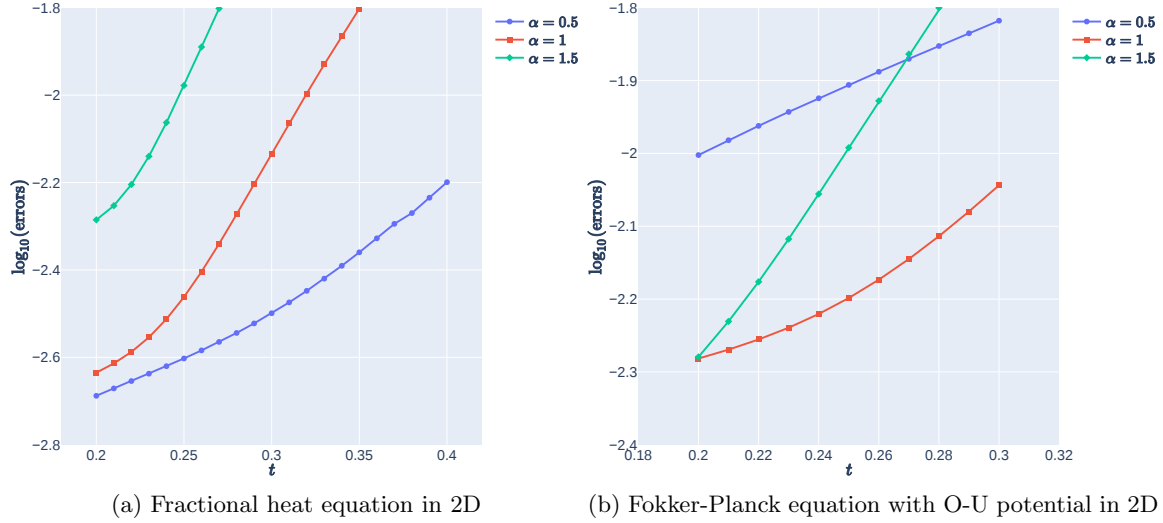 −1.8
−2
−2.2
−2.4
−2.6
−2.8
0.2
0.25
0.3
0.35
0.4
t
log10(errors)
α = 0.5
α = 1
α = 1.5
(a) Fractional heat equation in 2D
−1.8
−1.9
−2
−2.1
−2.2
−2.3
−2.4
0.18
0.2
0.22
0.24
0.26
0.28
0.3
0.32
t
log10(errors)
α = 0.5
α = 1
α = 1.5
(b) Fokker-Planck equation with O-U potential in 2D